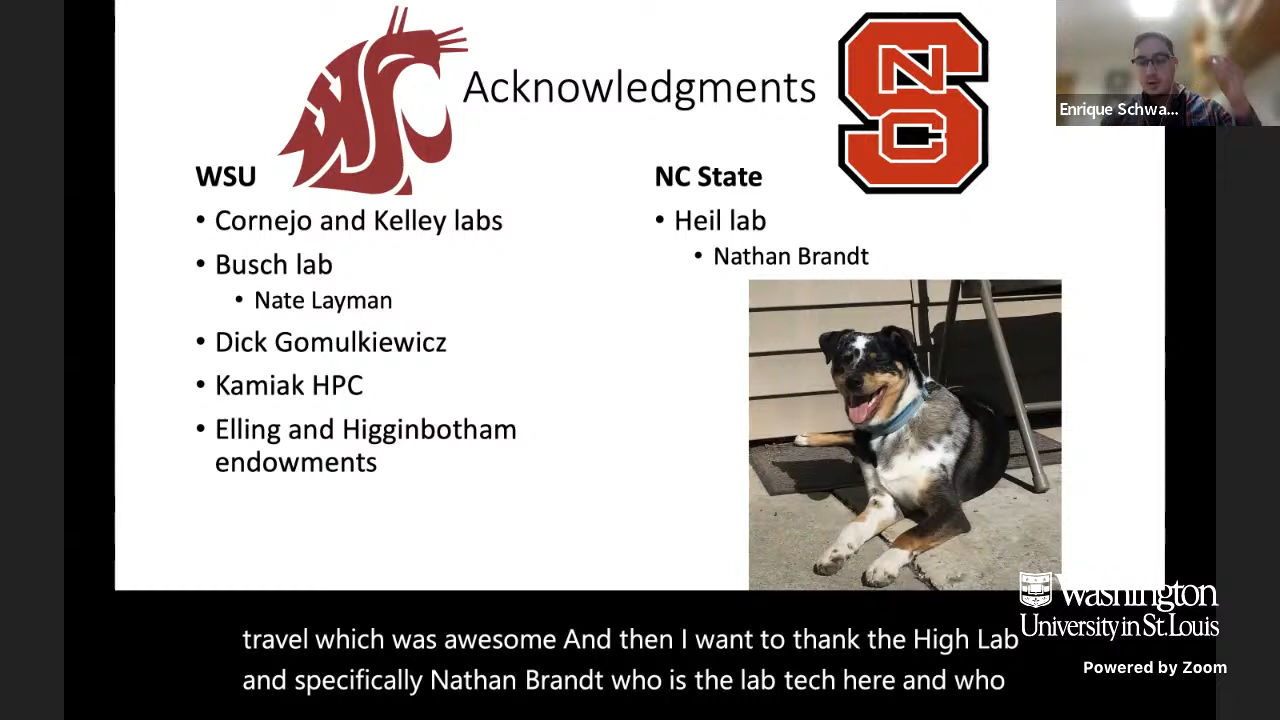 Acknowledgments
WSU
• Cornejo and Kelley labs
• Busch lab
• Nate Layman
• Dick Gomulkiewicz
• Kamiak HPC
• Elling and Higginbotham
endowments
NC State
• Heil lab
• Nathan Brandt
WSU
NCS
Enrique Schwa...
travel which was awesome And then I want to thank the High Lab
and specifically Nathan Brandt who is the lab tech here and who
Washington
University in St. Louis
Powered by Zoom